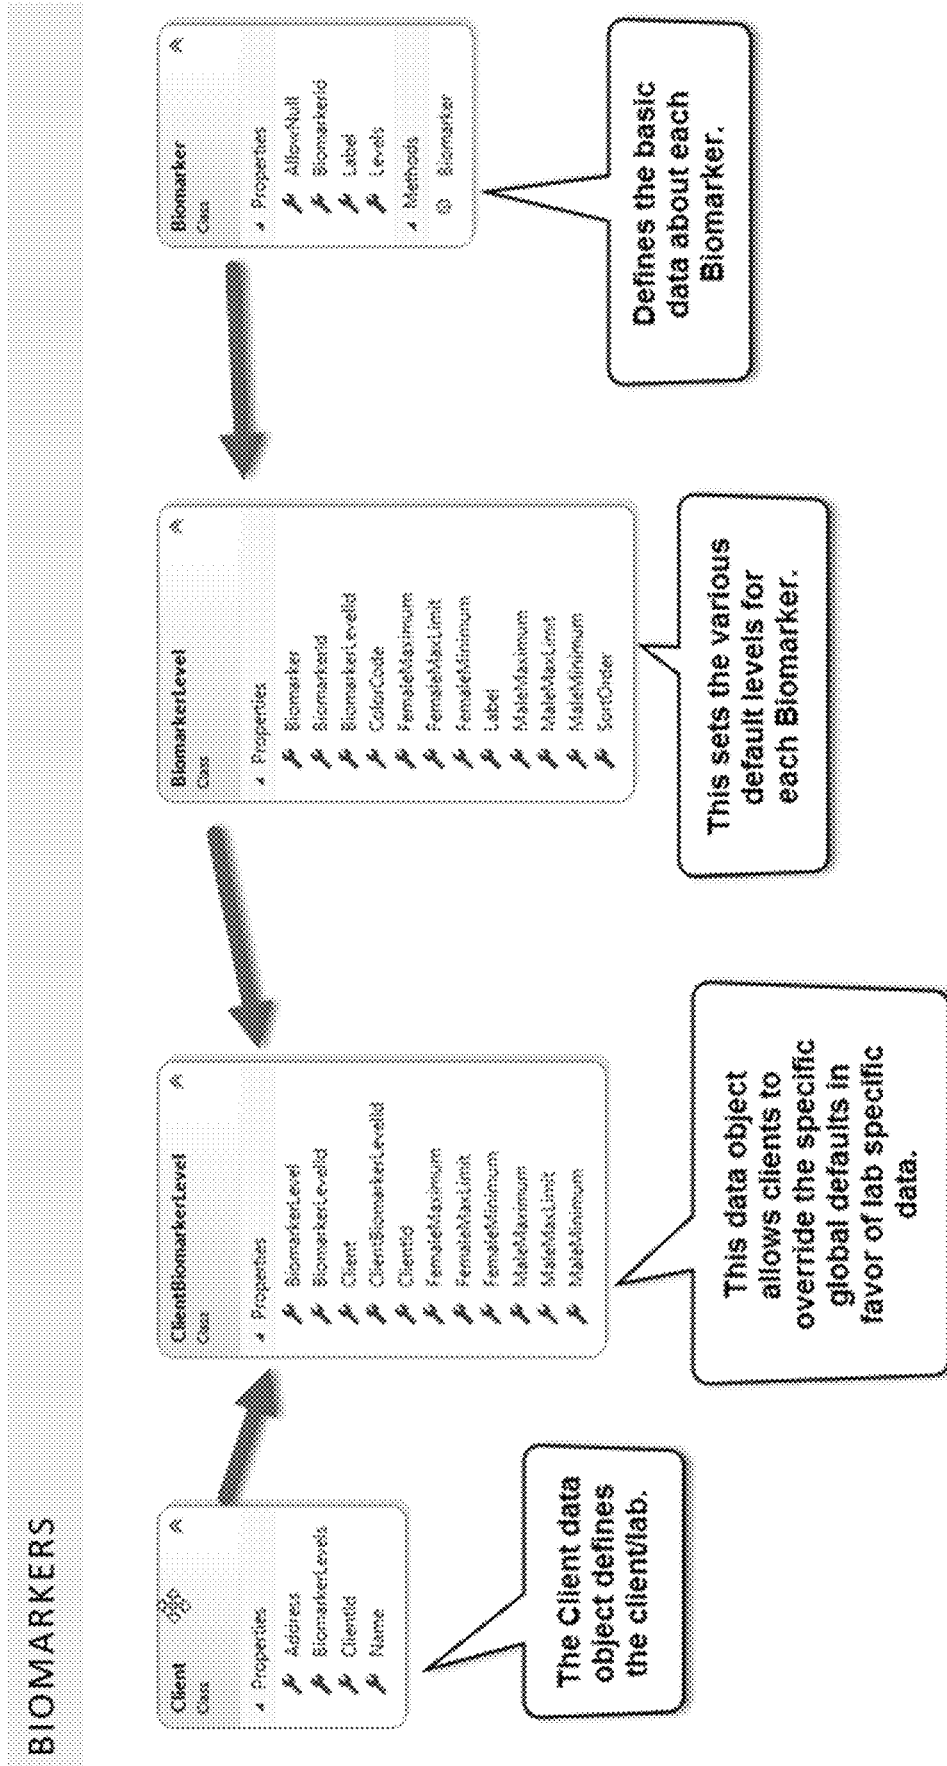 BIOMARKERS
Client
Class
Properties
Address
BiomarkerLevels
ClientId
Name
The Client data
object defines
the client/lab.
ClientBiomarkerLevel
Class
Properties
BiomarkerLevel
BiomarkerLevelId
Client
ClientBiomarkerLevelId
ClientId
FemaleMaximum
FemaleMaxLimit
FemaleMinimum
MaleMaximum
MaleMaxLimit
MaleMinimum
This data object
allows clients to
override the specific
global defaults in
favor of lab specific
data.
BiomarkerLevel
Class
Properties
Biomarker
BiomarkerId
BiomarkerLevelId
ColorCode
FemaleMaximum
FemaleMaxLimit
FemaleMinimum
Label
MaleMaximum
MaleMaxLimit
MaleMinimum
SortOrder
This sets the various
default levels for
each Biomarker.
Biomarker
Class
Properties
AllowNull
BiomarkerId
Label
Levels
Methods
Biomarker
Defines the basic
data about each
Biomarker.